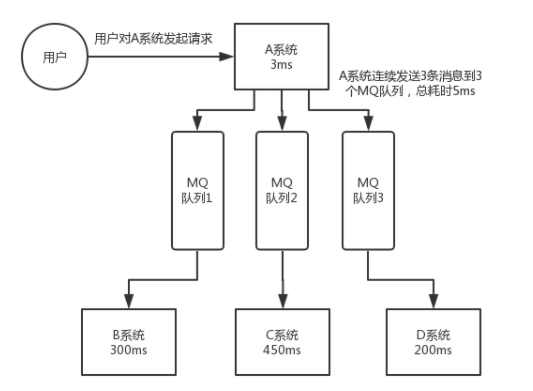 用户
用户对A系统发起请求
A系统
3ms
A系统连续发送3条消息到3
个MQ队列，总耗时5ms
MQ
队列1
MQ
队列2
MQ
队列3
B系统
300ms
C系统
450ms
D系统
200ms